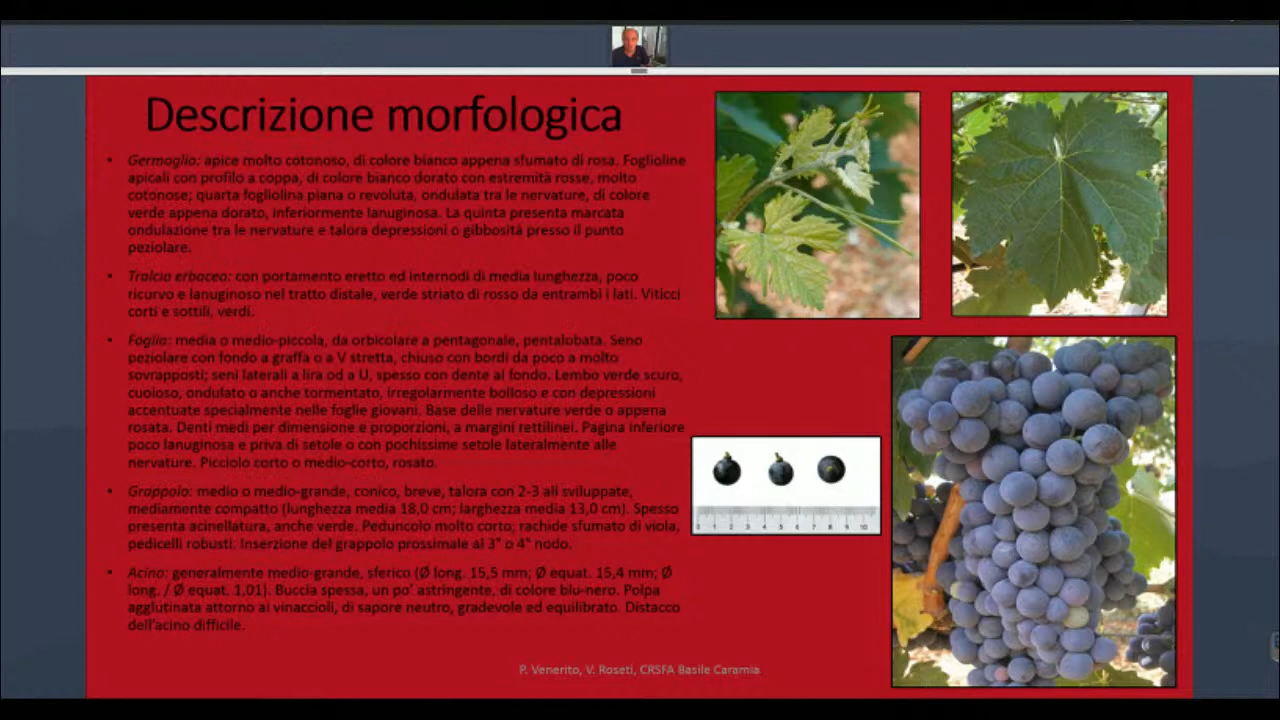 Descrizione morfologica
• Germoglio: apice molto cotonoso, di colore bianco appena sfumato di rosa. Foglioline
apicali con profilo a coppa, di colore bianco dorato con estremità rosse, molto
cotonose; quarta fogliolina piana o revoluta, ondulata tra le nervature, di colore
verde appena dorato, inferiormente lanuginosa. La quinta presenta marcata
ondulazione tra le nervature e talora depressioni o gibbosità presso il punto
peziolare.
• Tralcio erbaceo: con portamento eretto ed internodi di media lunghezza, poco
ricurvo e lanuginoso nel tratto distale, verde striato di rosso da entrambi i lati. Viticci
corti e sottili, verdi.
• Foglia: media o medio-piccola, da orbicolare a pentagonale, pentalobata. Seno
peziolare con fondo a graffa o a V stretta, chiuso con bordi da poco a molto
sovrapposti; seni laterali a lira od a U, spesso con dente al fondo. Lembo verde scuro,
cuoioso, ondulato o anche tormentato, irregolarmente bolloso e con depressioni
accentuate specialmente nelle foglie giovani. Base delle nervature verde o appena
rosata. Denti medi per dimensione e proporzioni, a margini rettilinei. Pagina inferiore
poco lanuginosa e priva di setole o con pochissime setole lateralmente alle
nervature. Picciolo corto o medio-corto, rosato.
• Grappolo: medio o medio-grande, conico, breve, talora con 2-3 ali sviluppate,
mediamente compatto (lunghezza media 18,0 cm; larghezza media 13,0 cm). Spesso
presenta acinellatura, anche verde. Peduncolo molto corto; rachide sfumato di viola,
pedicelli robusti. Inserzione del grappolo prossimale al 3° o 4° nodo.
• Acino: generalmente medio-grande, sferico (Ø long. 15,5 mm; Ø equat. 15,4 mm; Ø
long. / Ø equat. 1,01). Buccia spessa, un po' astringente, di colore blu-nero. Polpa
agglutinata attorno ai vinaccioli, di sapore neutro, gradevole ed equilibrato. Distacco
dell'acino difficile.
0 1 2 3 4 5 6 7 8 9 10
P. Venerito, V. Roseti, CRSFA Basile Caramia